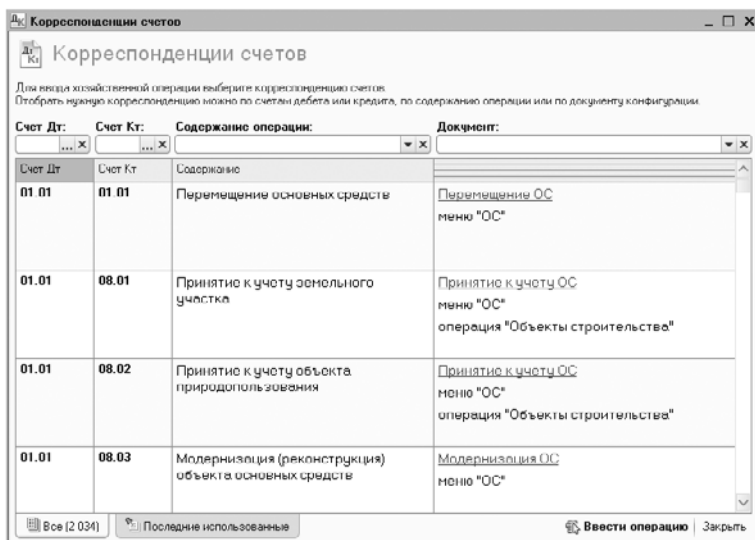 Корреспонденции счетов
Корреспонденции счетов
Для ввода хозяйственной операции выберите корреспонденцию счетов
Отобрать нужную корреспонденцию можно по счетам дебета или кредита, по содержанию операции или по документу конфигурации.
Счет Дт: Счет Кт: Содержание операции: Документ:
Счет Дт Счет Кт Содержание
01.01 01.01 Перемещение основных средств Перемещение ОС
меню "ОС"
01.01 08.01 Принятие к учету земельного Принятие к учету ОС
участка меню "ОС"
операция "Объекты строительства"
01.01 08.02 Принятие к учету объекта Принятие к учету ОС
природопользования меню "ОС"
операция "Объекты строительства"
01.01 08.03 Модернизация (реконструкция) Модернизация ОС
объекта основных средств меню "ОС"
Все (2 034) Последние использованные Ввести операцию Закрыть